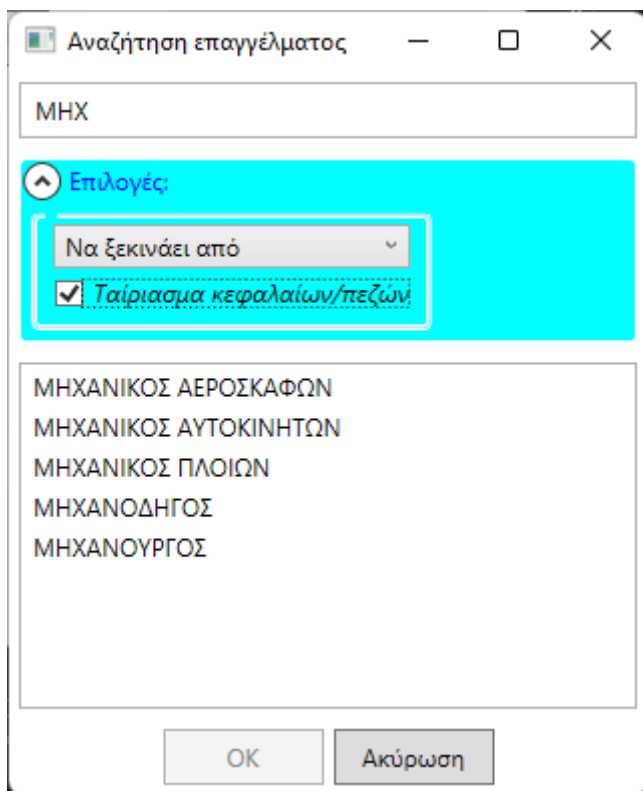 Αναζήτηση επαγγέλματος
ΜΗΧ
Επιλογές:
Να ξεκινάει από
Ταίριασμα κεφαλαίων/πεζών
ΜΗΧΑΝΙΚΟΣ ΑΕΡΟΣΚΑΦΩΝ
ΜΗΧΑΝΙΚΟΣ ΑΥΤΟΚΙΝΗΤΩΝ
ΜΗΧΑΝΙΚΟΣ ΠΛΟΙΩΝ
ΜΗΧΑΝΟΔΗΓΟΣ
ΜΗΧΑΝΟΥΡΓΟΣ
OK Ακύρωση